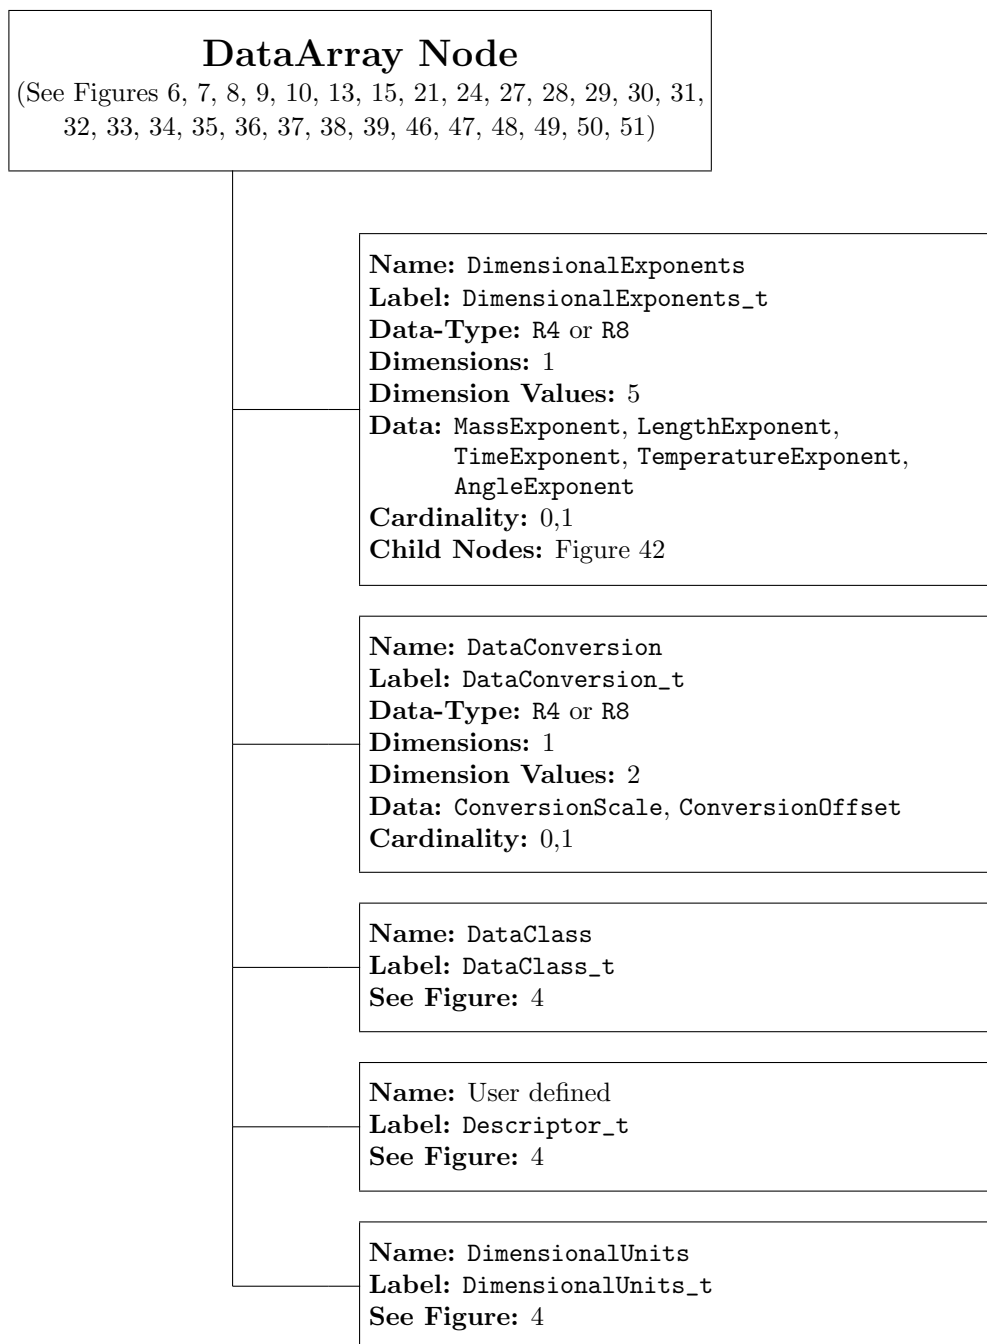 DataArray Node
(See Figures 6, 7, 8, 9, 10, 13, 15, 21, 24, 27, 28, 29, 30, 31,
32, 33, 34, 35, 36, 37, 38, 39, 46, 47, 48, 49, 50, 51)
Name: DimensionalExponents
Label: DimensionalExponents_t
Data-Type: R4 or R8
Dimensions: 1
Dimension Values: 5
Data: MassExponent, LengthExponent,
TimeExponent, TemperatureExponent,
AngleExponent
Cardinality: 0,1
Child Nodes: Figure 42
Name: DataConversion
Label: DataConversion_t
Data-Type: R4 or R8
Dimensions: 1
Dimension Values: 2
Data: ConversionScale, ConversionOffset
Cardinality: 0,1
Name: DataClass
Label: DataClass_t
See Figure: 4
Name: User defined
Label: Descriptor_t
See Figure: 4
Name: DimensionalUnits
Label: DimensionalUnits_t
See Figure: 4